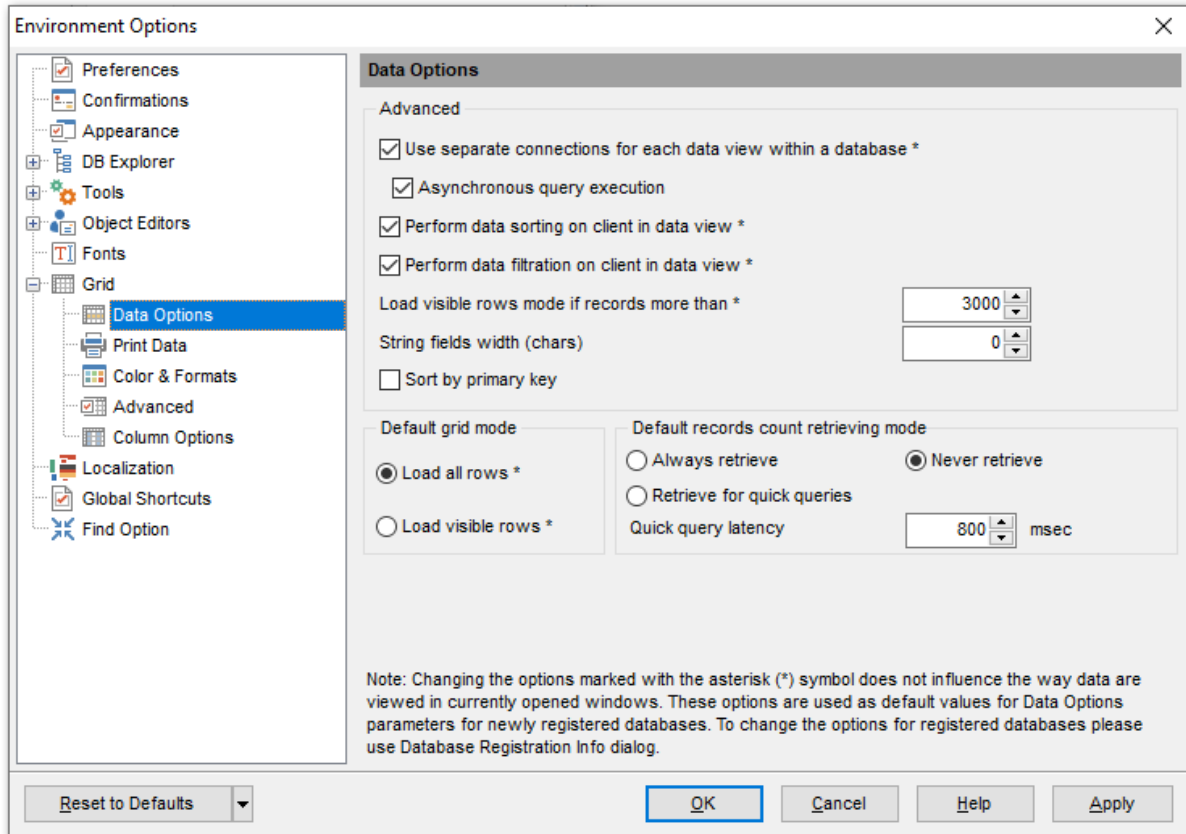 Environment Options
Preferences
Confirmations
Appearance
DB Explorer
Tools
Object Editors
Fonts
Grid
Data Options
Print Data
Color & Formats
Advanced
Column Options
Localization
Global Shortcuts
Find Option
Data Options
Advanced
Use separate connections for each data view within a database *
Asynchronous query execution
Perform data sorting on client in data view *
Perform data filtration on client in data view *
Load visible rows mode if records more than * 3000
String fields width (chars) 0
Sort by primary key
Default grid mode
Load all rows *
Load visible rows *
Default records count retrieving mode
Always retrieve Never retrieve
Retrieve for quick queries
Quick query latency 800 msec
Note: Changing the options marked with the asterisk (*) symbol does not influence the way data are
viewed in currently opened windows. These options are used as default values for Data Options
parameters for newly registered databases. To change the options for registered databases please
use Database Registration Info dialog.
Reset to Defaults OK Cancel Help Apply